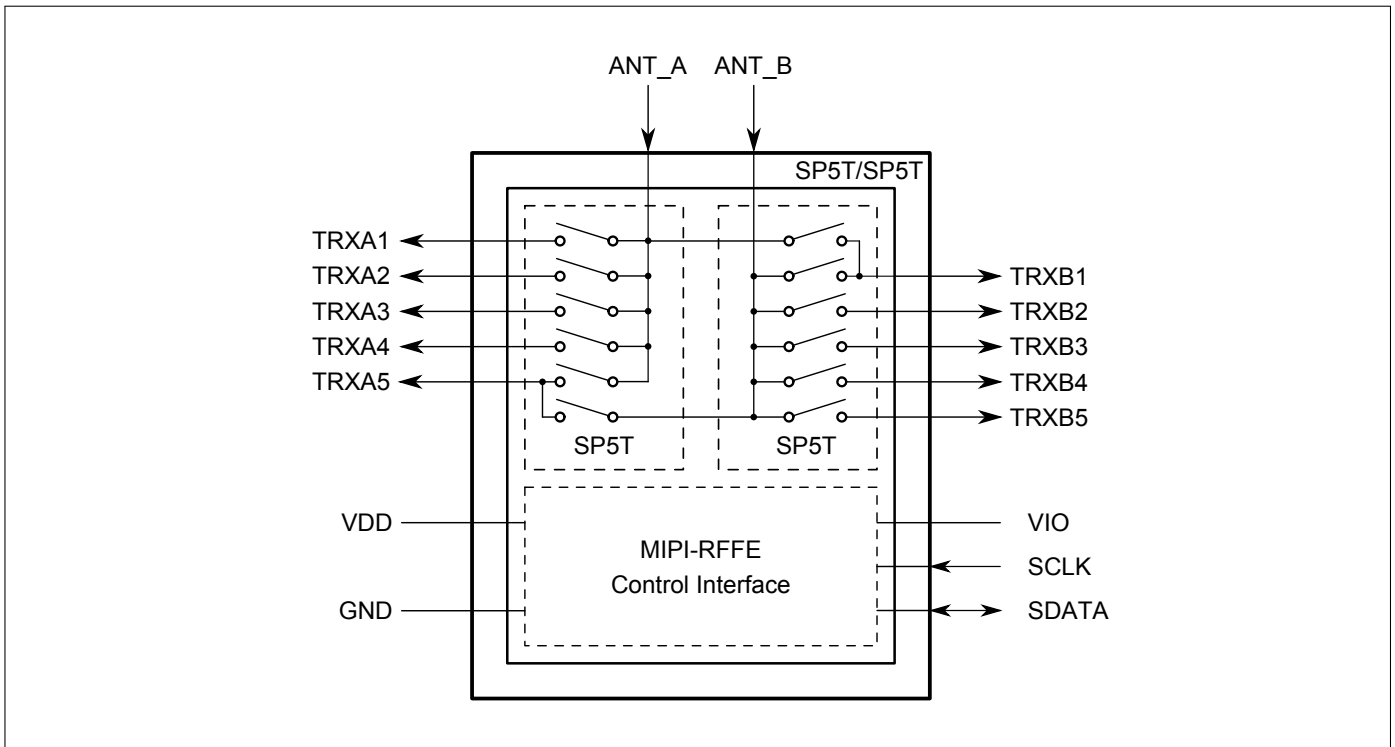 ANT_A ANT_B
SP5T/SP5T
TRXA1
TRXA2
TRXA3
TRXA4
TRXA5
TRXB1
TRXB2
TRXB3
TRXB4
TRXB5
SP5T SP5T
VDD
GND
MIPI-RFFE
Control Interface
VIO
SCLK
SDATA